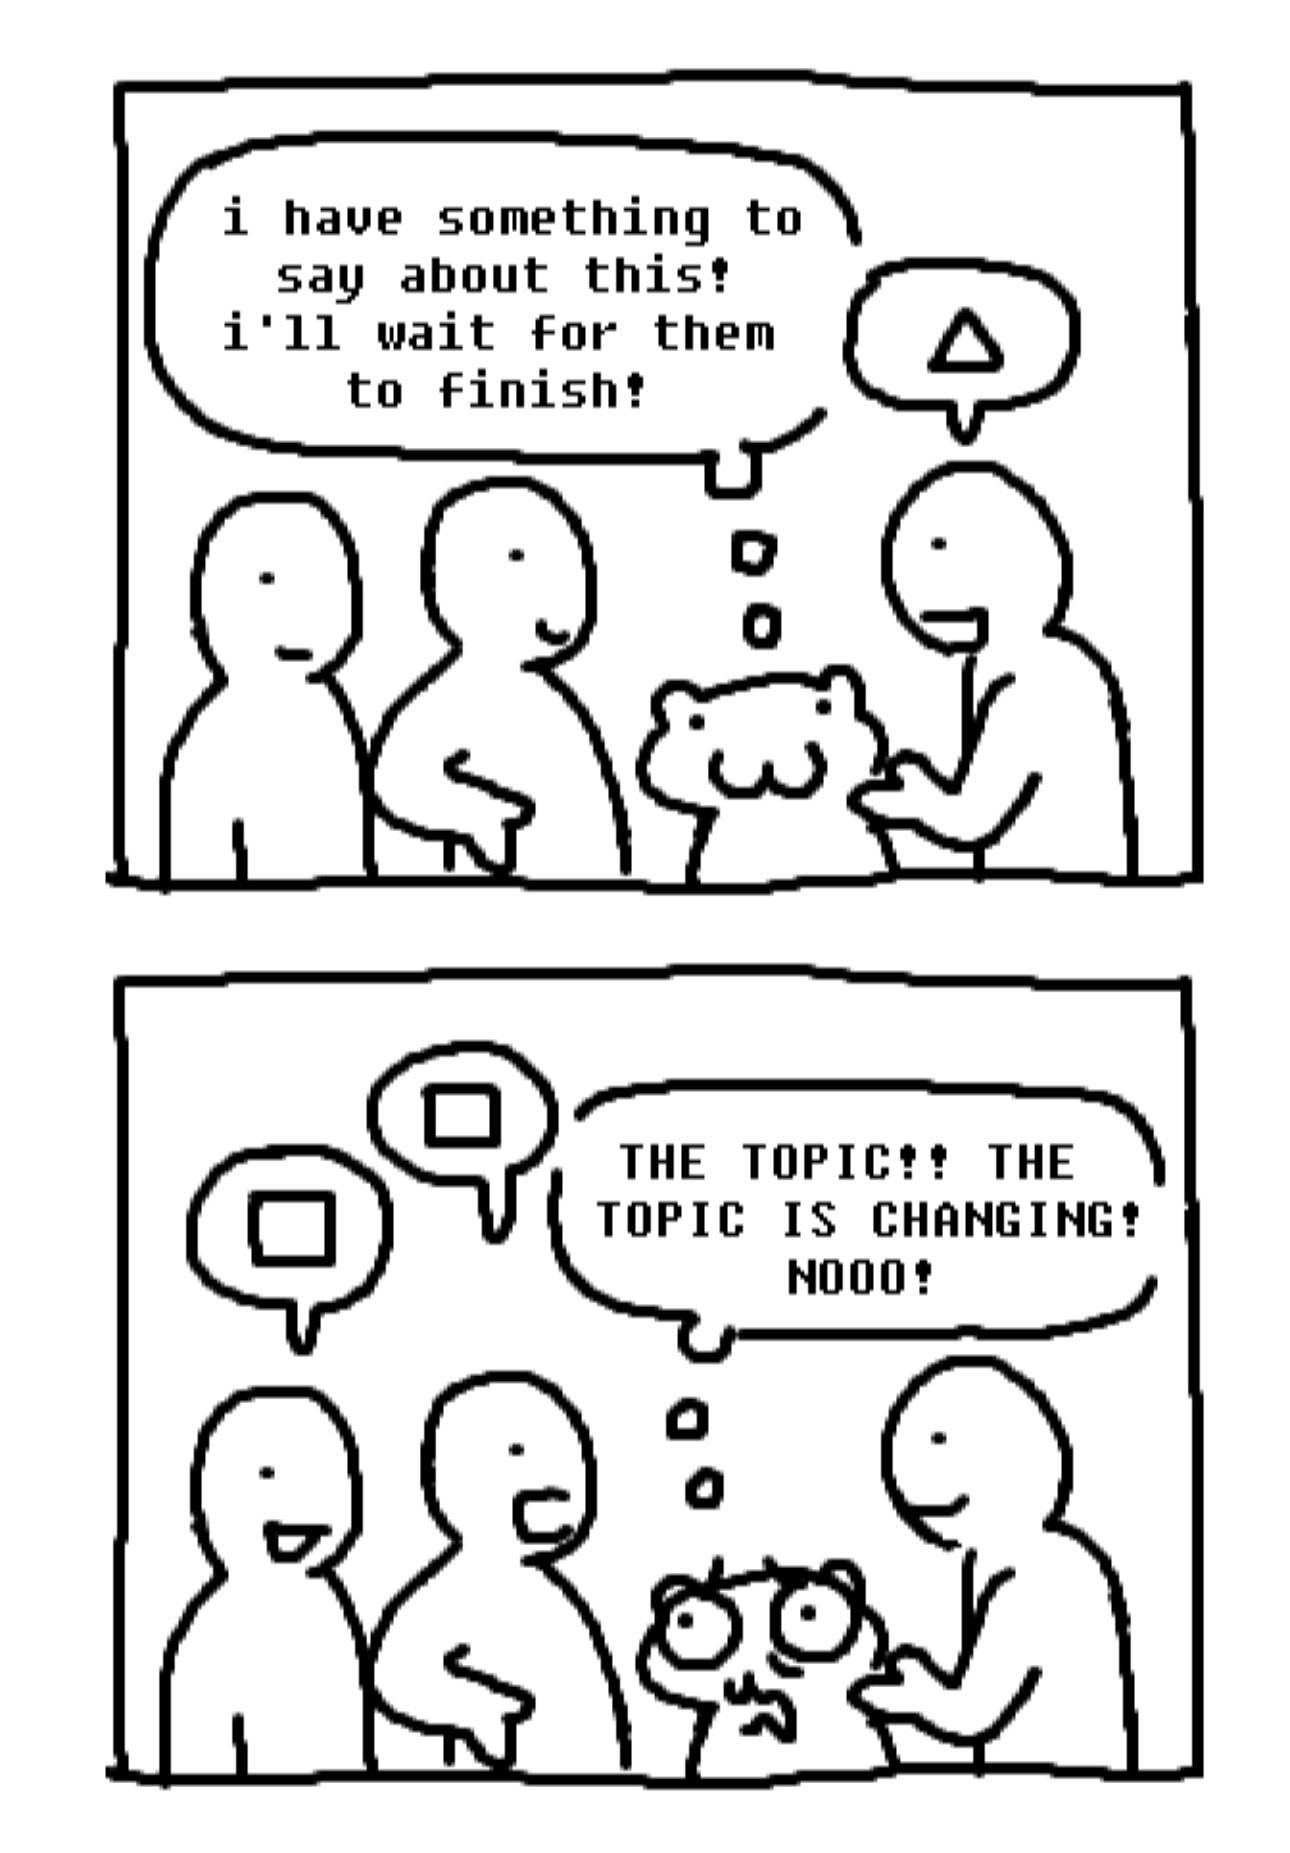 i have something to
say about this!
i'll wait for them
to finish!
THE TOPIC!! THE
TOPIC IS CHANGING!
NOOO!